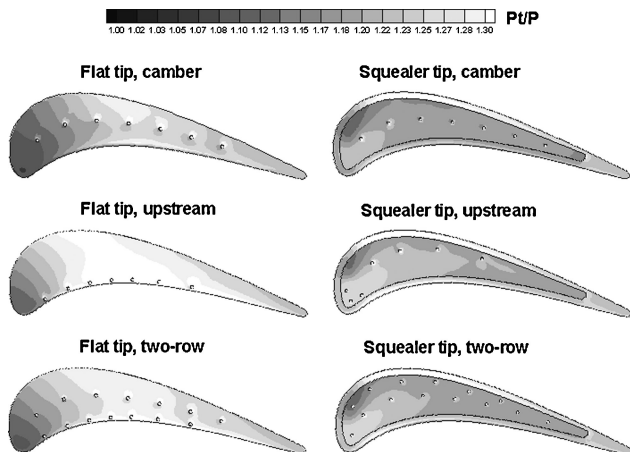 Pt/P
1.00 1.02 1.03 1.05 1.07 1.08 1.10 1.12 1.13 1.15 1.17 1.18 1.20 1.22 1.23 1.25 1.27 1.28 1.30
Flat tip, camber
Squealer tip, camber
Flat tip, upstream
Squealer tip, upstream
Flat tip, two-row
Squealer tip, two-row